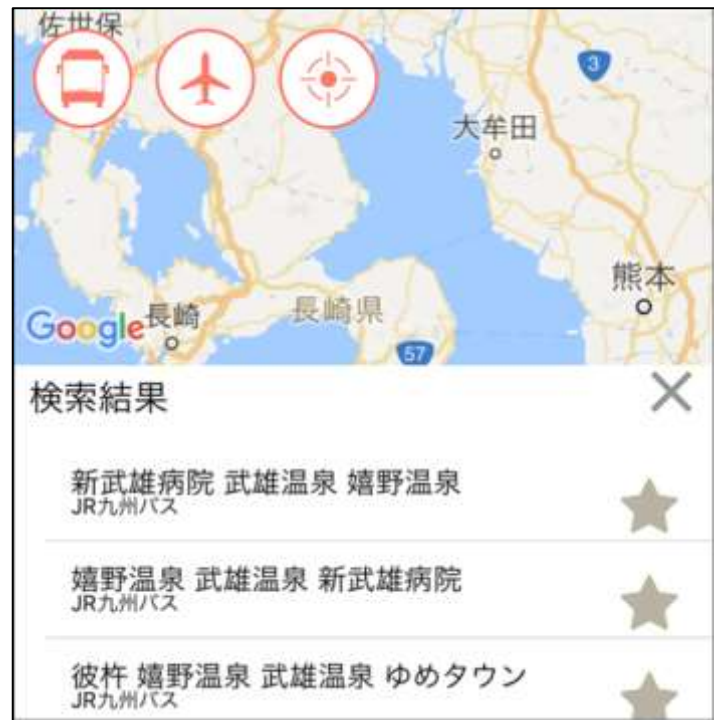 佐世保
3
大牟田
熊本
Google
長崎
長崎県
57
検索結果
新武雄病院 武雄温泉 嬉野温泉
JR九州バス
嬉野温泉 武雄温泉 新武雄病院
JR九州バス
彼杵 嬉野温泉 武雄温泉 ゆめタウン
JR九州バス